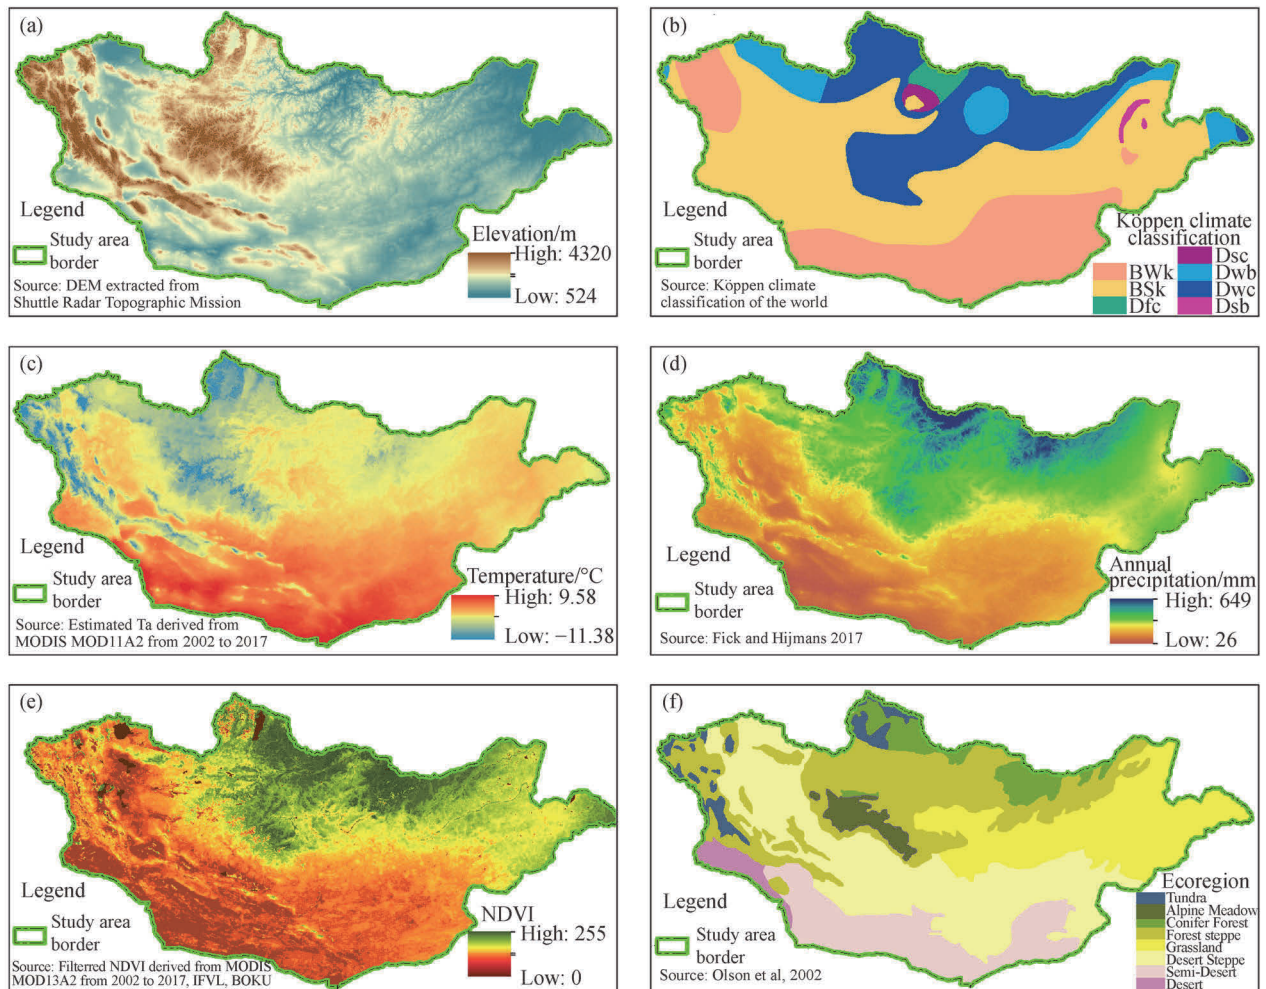 (a)
Legend
Study area
border
Source: DEM extracted from
Shuttle Radar Topographic Mission
Elevation/m
High: 4320
Low: 524
(b)
Legend
Study area
border
Source: Köppen climate
classification of the world
Köppen climate
classification
Dsc
BWk Dwb
BSk Dwc
Dfc Dsb
(c)
Legend
Study area
border
Source: Estimated Ta derived from
MODIS MOD11A2 from 2002 to 2017
Temperature/°C
High: 9.58
Low: −11.38
(d)
Legend
Study area
border
Source: Fick and Hijmans 2017
Annual
precipitation/mm
High: 649
Low: 26
(e)
Legend
Study area
border
Source: Filterred NDVI derived from MODIS
MOD13A2 from 2002 to 2017, IFVL, BOKU
NDVI
High: 255
Low: 0
(f)
Legend
Study area
border
Source: Olson et al, 2002
Ecoregion
Tundra
Alpine Meadow
Conifer Forest
Forest steppe
Grassland
Desert Steppe
Semi-Desert
Desert